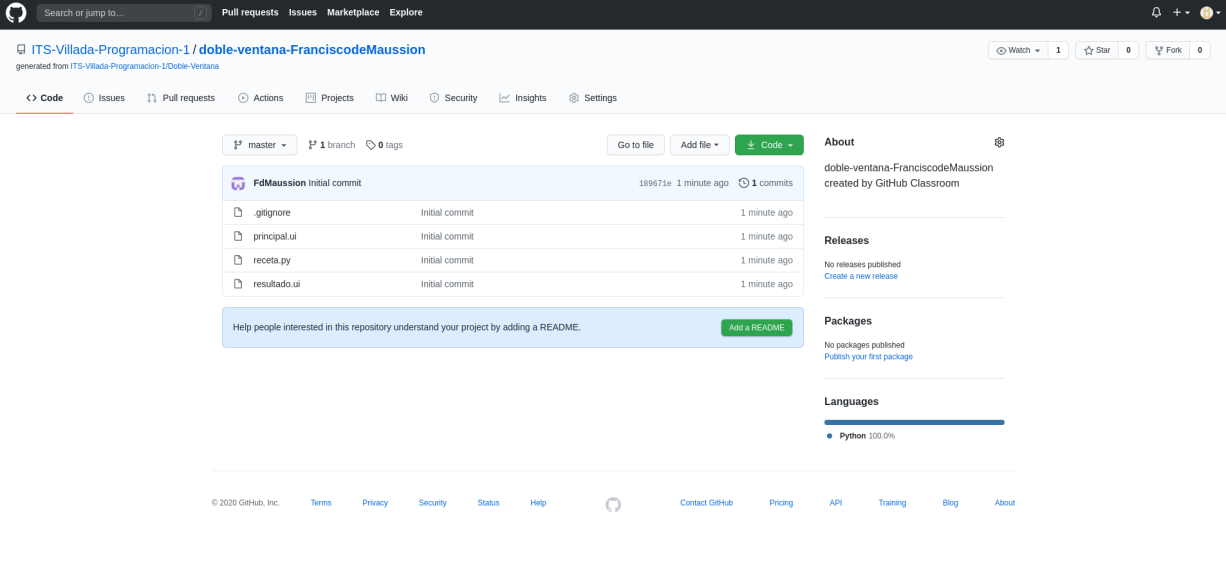 Search or jump to… / Pull requests Issues Marketplace Explore
ITS-Villada-Programacion-1 / doble-ventana-FranciscodeMaussion Watch 1 Star 0 Fork 0
generated from ITS-Villada-Programacion-1/Doble-Ventana
Code Issues Pull requests Actions Projects Wiki Security Insights Settings
master 1 branch 0 tags Go to file Add file Code
FdMaussion Initial commit 189671e 1 minute ago 1 commits
.gitignore Initial commit 1 minute ago
principal.ui Initial commit 1 minute ago
receta.py Initial commit 1 minute ago
resultado.ui Initial commit 1 minute ago
Help people interested in this repository understand your project by adding a README. Add a README
About
doble-ventana-FranciscodeMaussion
created by GitHub Classroom
Releases
No releases published
Create a new release
Packages
No packages published
Publish your first package
Languages
Python 100.0%
© 2020 GitHub, Inc. Terms Privacy Security Status Help Contact GitHub Pricing API Training Blog About